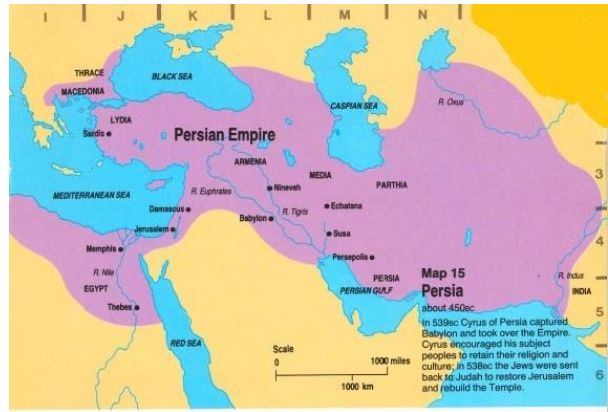 I J K L M N
THRACE
BLACK SEA
MACEDONIA
CASPIAN SEA
R. Oxus
LYDIA
Sardis
Persian Empire
ARMENIA
MEDIA
3
Nineveh
PARTHIA
MEDITERRANEAN SEA
R. Euphrates
Damascus
Ecbatana
R. Tigris
Babylon
4
Jerusalem
Susa
Memphis
Persepolis
R. Nile
PERSIA
R. Indus
EGYPT
PERSIAN GULF
INDIA
Thebes
5
RED SEA
6
Map 15
Persia
about 450BC
In 539BC Cyrus of Persia captured
Babylon and took over the Empire.
Cyrus encouraged his subject
peoples to retain their religion and
culture; in 538BC the Jews were sent
back to Judah to restore Jerusalem
and rebuild the Temple.
Scale
0 1000 miles
1000 km